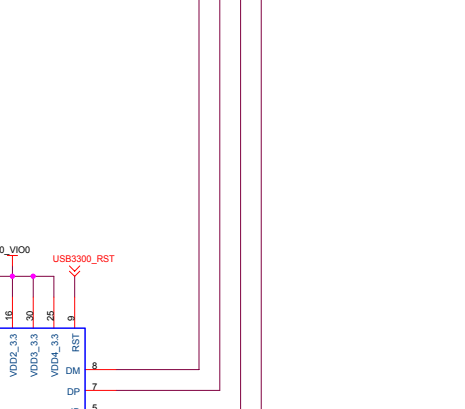 0_VIO0
USB3300_RST
16
30
25
9
VDD2_3.3
VDD3_3.3
VDD4_3.3
RST
DM
8
DP
7
5